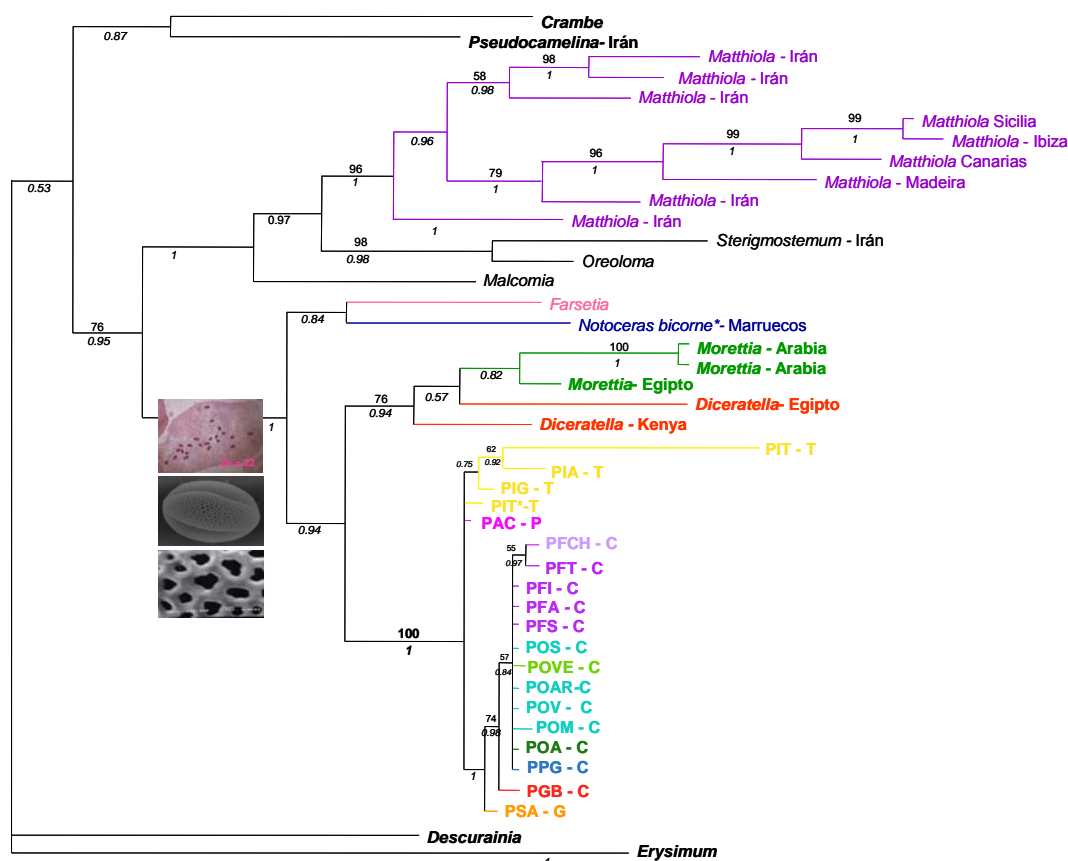 Crambe
0.87
Pseudocamelina- Irán
Matthiola - Irán
98
1
Matthiola - Irán
58
0.98
Matthiola - Irán
0.96
99
1
Matthiola Sicilia
Matthiola - Ibiza
99
1
Matthiola Canarias
96
1
Matthiola - Madeira
79
1
Matthiola - Irán
96
1
Matthiola - Irán
0.53
0.97
1
98
0.98
Sterigmostemum - Irán
Oreoloma
1
Malcomia
76
0.95
Farsetia
0.84
Notoceras bicorne*- Marruecos
100
1
Morettia - Arabia
Morettia - Arabia
0.82
Morettia- Egipto
0.57
Diceratella- Egipto
76
0.94
Diceratella - Kenya
1
62
0.92
PIT - T
0.75
PIA - T
PIG - T
PIT*-T
PAC - P
0.94
55
0.97
PFCH - C
PFT - C
PFI - C
PFA - C
PFS - C
100
1
POS - C
57
0.84
POVE - C
POAR-C
POV - C
74
0.98
POM - C
POA - C
PPG - C
1
PGB - C
PSA - G
Descurainia
Erysimum
1